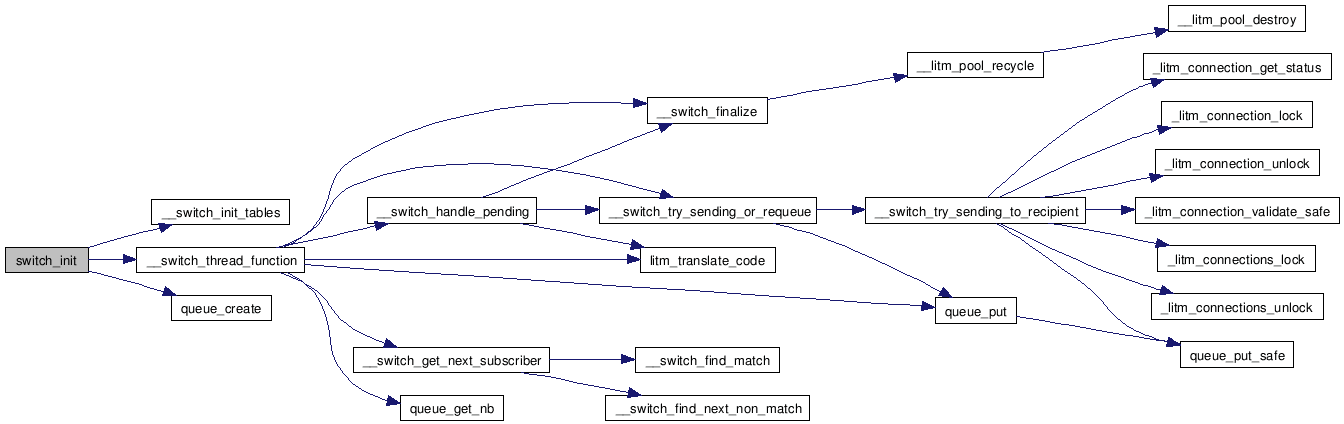 __litm_pool_destroy
__litm_pool_recycle
_litm_connection_get_status
__switch_finalize
_litm_connection_lock
_litm_connection_unlock
__switch_init_tables
__switch_handle_pending
__switch_try_sending_or_requeue
__switch_try_sending_to_recipient
_litm_connection_validate_safe
switch_init
__switch_thread_function
litm_translate_code
_litm_connections_lock
queue_create
queue_put
_litm_connections_unlock
__switch_get_next_subscriber
__switch_find_match
queue_put_safe
queue_get_nb
__switch_find_next_non_match